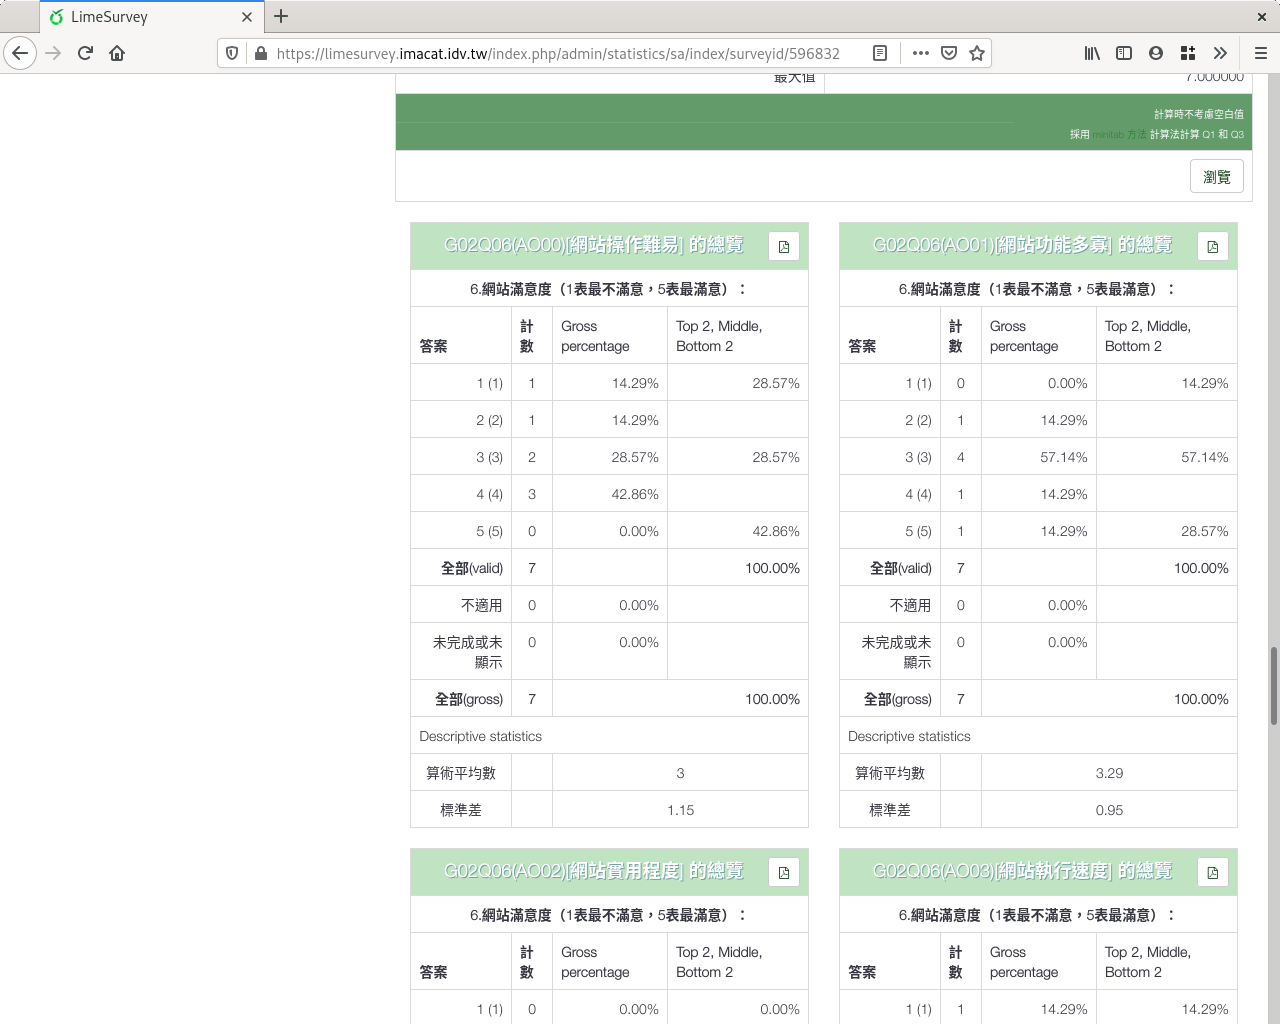 LimeSurvey
https://limesurvey.imacat.idv.tw/index.php/admin/statistics/sa/index/surveyid/596832
最大值 7.000000
計算時不考慮空白值
採用 minitab 方法 計算法計算 Q1 和 Q3
瀏覽
G02Q06(AO00)[網站操作難易] 的總覽
6.網站滿意度（1表最不滿意，5表最滿意）：
答案 計數 Gross percentage Top 2, Middle, Bottom 2
1 (1) 1 14.29% 28.57%
2 (2) 1 14.29%
3 (3) 2 28.57% 28.57%
4 (4) 3 42.86%
5 (5) 0 0.00% 42.86%
全部(valid) 7 100.00%
不適用 0 0.00%
未完成或未顯示 0 0.00%
全部(gross) 7 100.00%
Descriptive statistics
算術平均數 3
標準差 1.15
G02Q06(AO01)[網站功能多寡] 的總覽
6.網站滿意度（1表最不滿意，5表最滿意）：
答案 計數 Gross percentage Top 2, Middle, Bottom 2
1 (1) 0 0.00% 14.29%
2 (2) 1 14.29%
3 (3) 4 57.14% 57.14%
4 (4) 1 14.29%
5 (5) 1 14.29% 28.57%
全部(valid) 7 100.00%
不適用 0 0.00%
未完成或未顯示 0 0.00%
全部(gross) 7 100.00%
Descriptive statistics
算術平均數 3.29
標準差 0.95
G02Q06(AO02)[網站實用程度] 的總覽
6.網站滿意度（1表最不滿意，5表最滿意）：
答案 計數 Gross percentage Top 2, Middle, Bottom 2
1 (1) 0 0.00% 0.00%
G02Q06(AO03)[網站執行速度] 的總覽
6.網站滿意度（1表最不滿意，5表最滿意）：
答案 計數 Gross percentage Top 2, Middle, Bottom 2
1 (1) 1 14.29% 14.29%